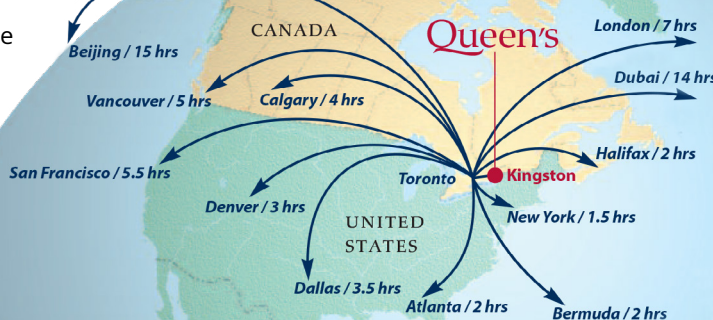 e
CANADA
Queen's
London / 7 hrs
Beijing / 15 hrs
Dubai / 14 hrs
Vancouver / 5 hrs
Calgary / 4 hrs
Halifax / 2 hrs
San Francisco / 5.5 hrs
Toronto
Kingston
Denver / 3 hrs
New York / 1.5 hrs
UNITED
STATES
Dallas / 3.5 hrs
Atlanta / 2 hrs
Bermuda / 2 hrs